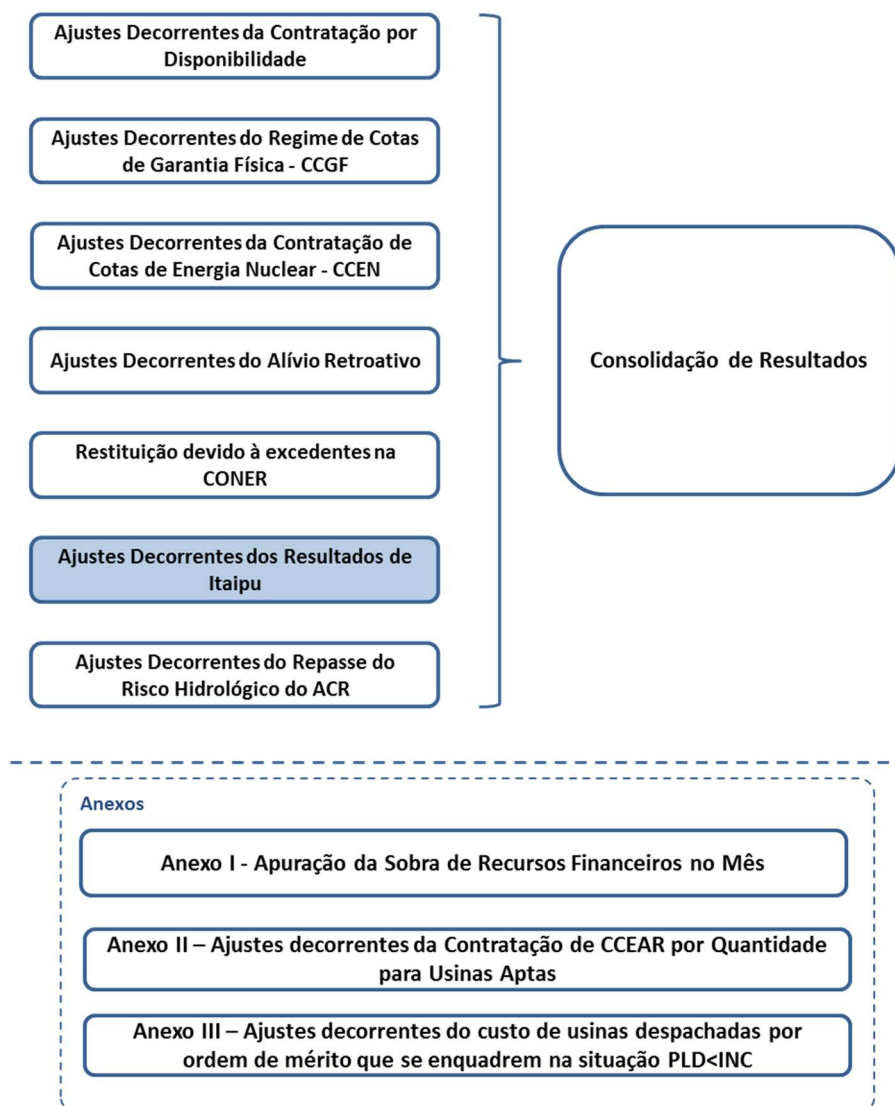 Ajustes Decorrentes da Contratação por
Disponibilidade
Ajustes Decorrentes do Regime de Cotas
de Garantia Física - CCGF
Ajustes Decorrentes da Contratação de
Cotas de Energia Nuclear - CCEN
Ajustes Decorrentes do Alívio Retroativo
Restituição devido à excedentes na
CONER
Ajustes Decorrentes dos Resultados de
Itaipu
Ajustes Decorrentes do Repasse do
Risco Hidrológico do ACR
Consolidação de Resultados
Anexos
Anexo I - Apuração da Sobra de Recursos Financeiros no Mês
Anexo II – Ajustes decorrentes da Contratação de CCEAR por Quantidade
para Usinas Aptas
Anexo III – Ajustes decorrentes do custo de usinas despachadas por
ordem de mérito que se enquadrem na situação PLD<INC